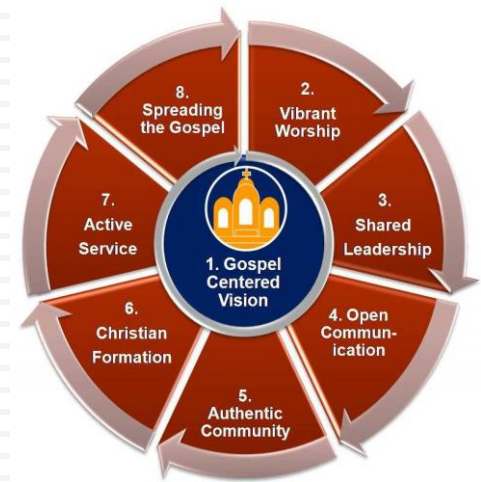 1. Gospel
Centered
Vision
2.
Vibrant
Worship
3.
Shared
Leadership
4. Open
Commun-
ication
5.
Authentic
Community
6.
Christian
Formation
7.
Active
Service
8.
Spreading
the Gospel